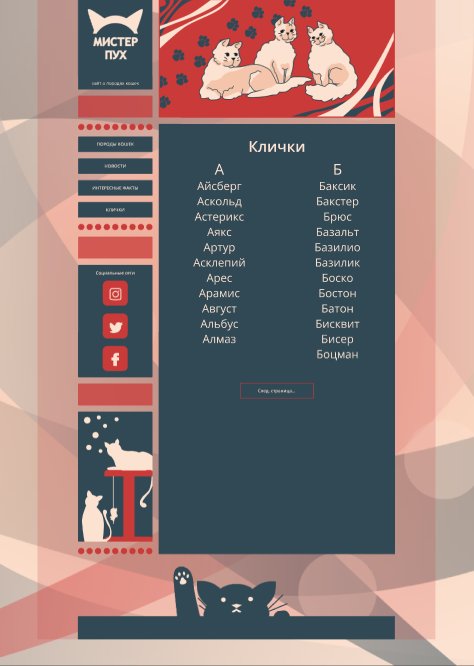 МИСТЕР
ПУХ
сайт о породах кошек
ПОРОДЫ КОШЕК
НОВОСТИ
ИНТЕРЕСНЫЕ ФАКТЫ
КЛИЧКИ
Социальные сети
Клички
А
Айсберг
Аскольд
Астерикс
Аякс
Артур
Асклепий
Арес
Арамис
Август
Альбус
Алмаз
Б
Баксик
Бакстер
Брюс
Базальт
Базилио
Базилик
Боско
Бостон
Батон
Бисквит
Бисер
Боцман
След. страница...